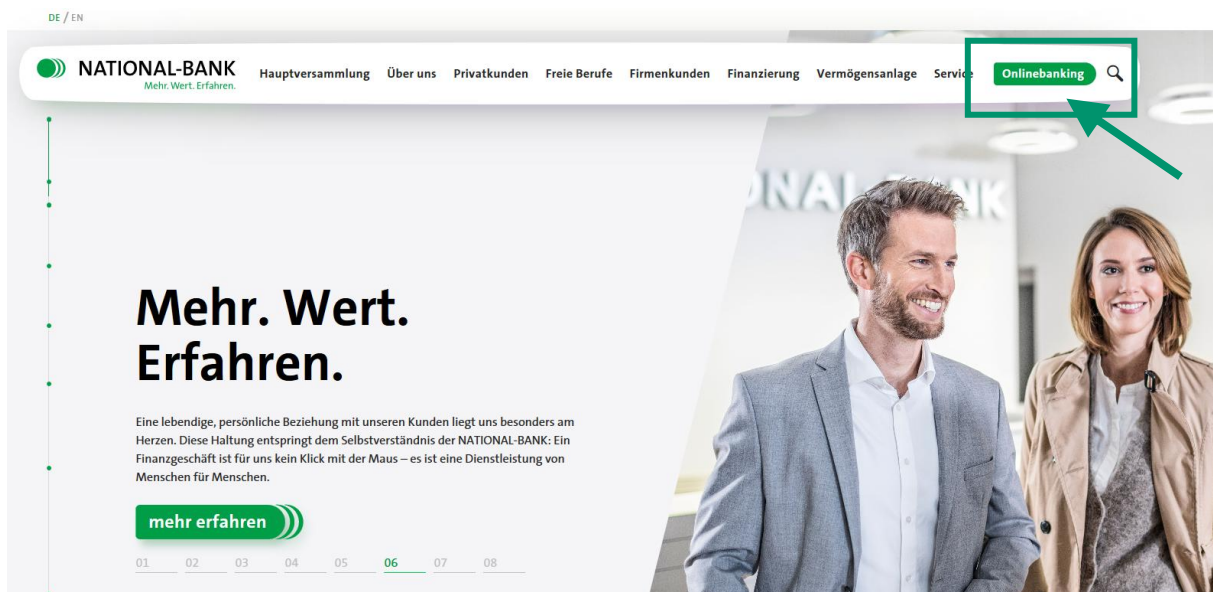 DE / EN
NATIONAL-BANK
Mehr. Wert. Erfahren.
Hauptversammlung Über uns Privatkunden Freie Berufe Firmenkunden Finanzierung Vermögensanlage Service Onlinebanking
Mehr. Wert.
Erfahren.
Eine lebendige, persönliche Beziehung mit unseren Kunden liegt uns besonders am
Herzen. Diese Haltung entspringt dem Selbstverständnis der NATIONAL-BANK: Ein
Finanzgeschäft ist für uns kein Klick mit der Maus – es ist eine Dienstleistung von
Menschen für Menschen.
mehr erfahren
01 02 03 04 05 06 07 08